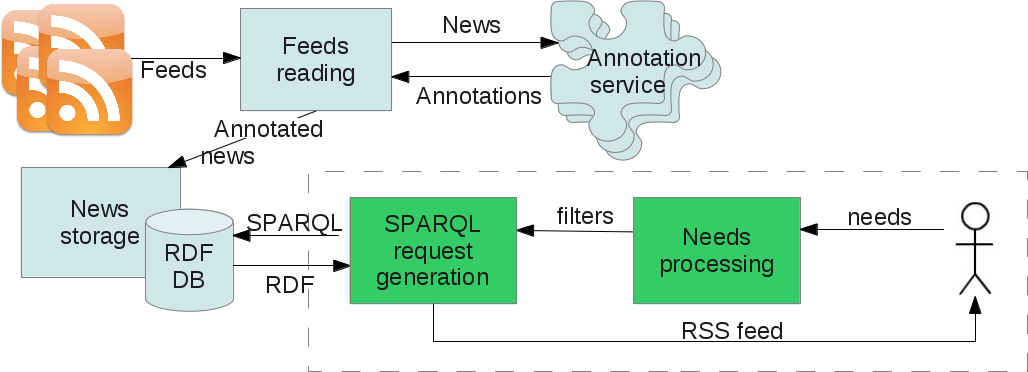 News
Feeds
reading
Annotation
service
Feeds
Annotations
Annotated
news
News
storage
RDF
DB
SPARQL
RDF
SPARQL
request
generation
filters
Needs
processing
needs
RSS feed